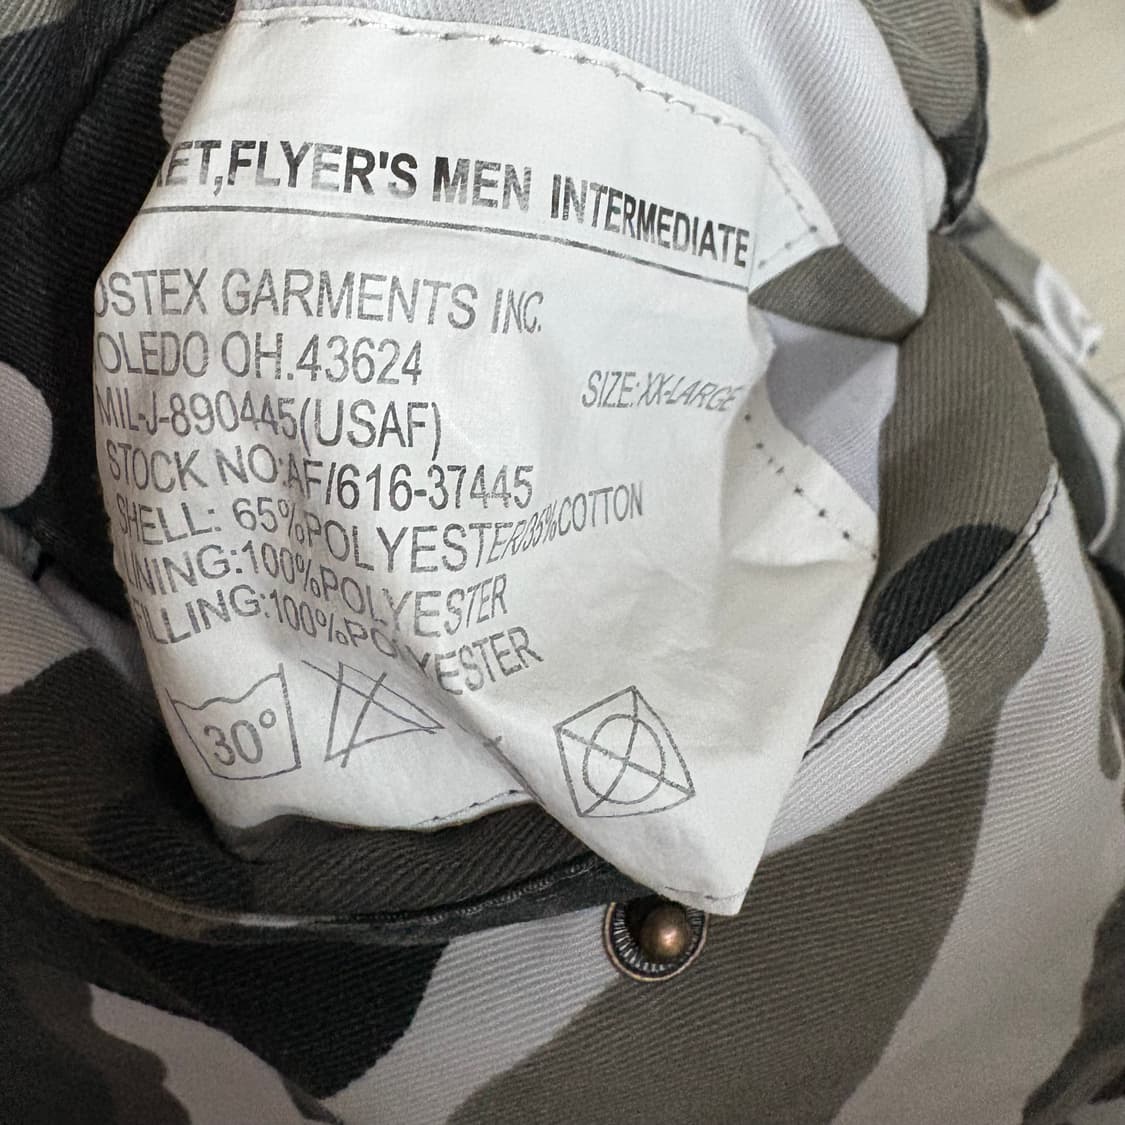 KET,FLYER'S MEN INTERMEDIATE
OSTEX GARMENTS INC.
OLEDO OH.43624
SIZE:XX-LARGE
MIL-J-890445(USAF)
STOCK NO:AF/616-37445
SHELL: 65%POLYESTER/35%COTTON
LINING:100%POLYESTER
FILLING:100%POLYESTER
30°